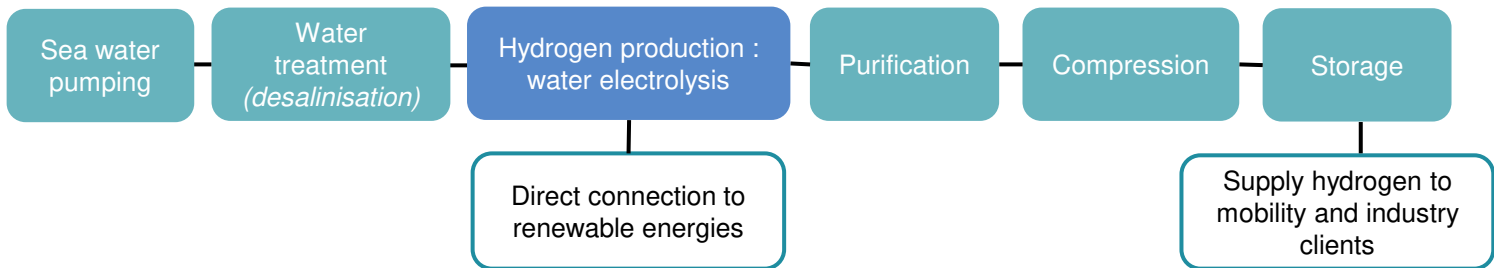 Sea water
pumping
Water
treatment
(desalinisation)
Hydrogen production :
water electrolysis
Purification
Compression
Storage
Direct connection to
renewable energies
Supply hydrogen to
mobility and industry
clients